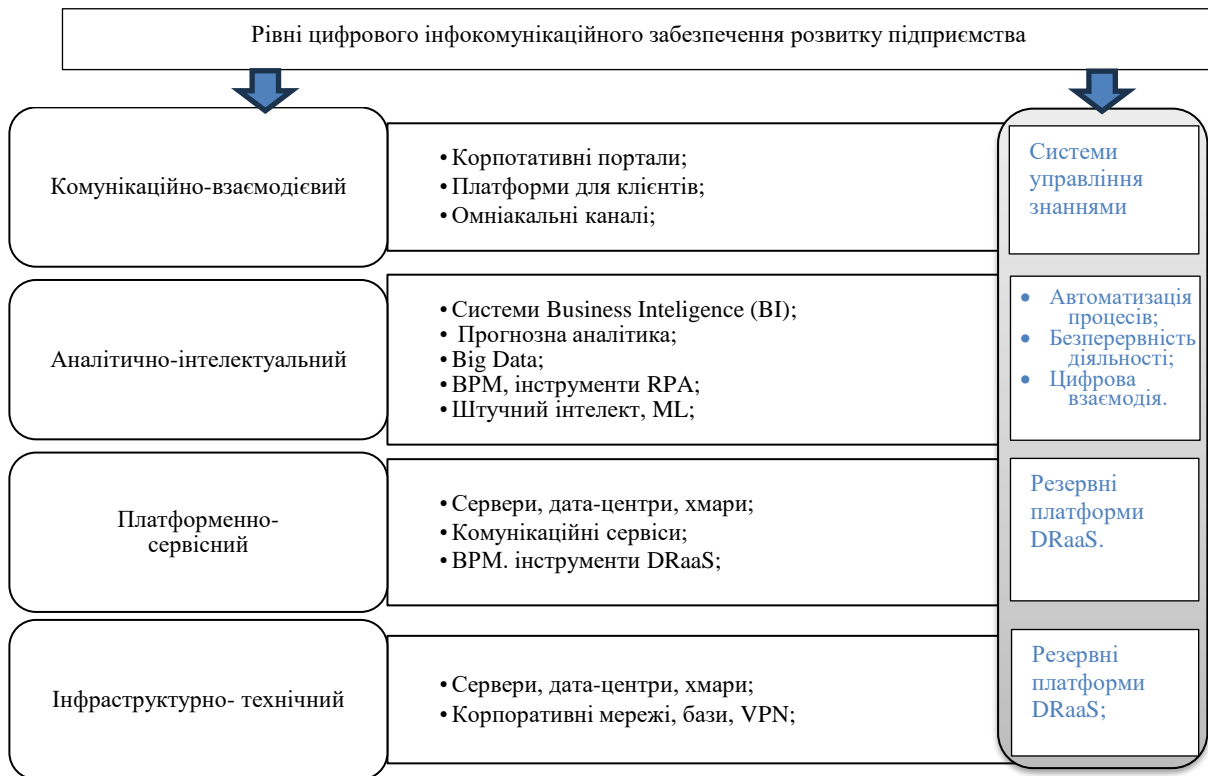 Рівні цифрового інфокомунікаційного забезпечення розвитку підприємства
Комунікаційно-взаємодієвий
• Корпотативні портали;
• Платформи для клієнтів;
• Омніакальні каналі;
Системи
управління
знаннями
Аналітично-інтелектуальний
• Системи Business Inteligence (BI);
• Прогнозна аналітика;
• Big Data;
• BPM, інструменти RPA;
• Штучний інтелект, ML;
• Автоматизація
процесів;
• Безперервність
діяльності;
• Цифрова
взаємодія.
Платформенно-
сервісний
• Сервери, дата-центри, хмари;
• Комунікаційні сервіси;
• BPM. інструменти DRaaS;
Резервні
платформи
DRaaS.
Інфраструктурно- технічний
• Сервери, дата-центри, хмари;
• Корпоративні мережі, бази, VPN;
Резервні
платформи
DRaaS;